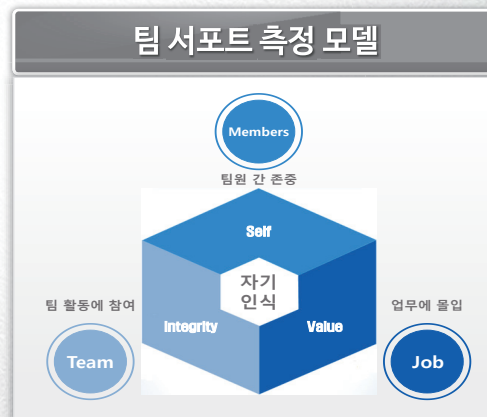 팀 서포트 측정 모델
Members
팀원 간 존중
Self
자기
인식
팀 활동에 참여
업무에 몰입
Integrity
Value
Team
Job